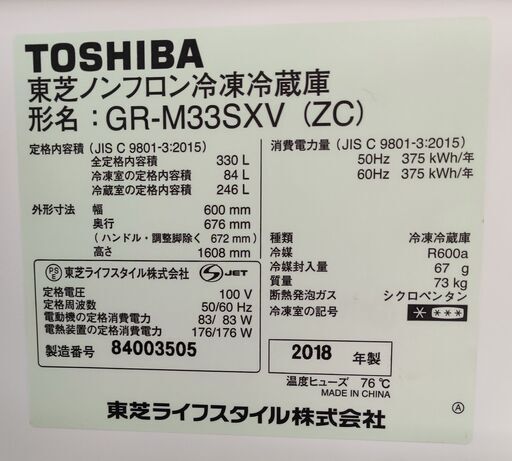 TOSHIBA
東芝ノンフロン冷凍冷蔵庫
形名：GR-M33SXV (ZC)
定格内容積 (JIS C 9801-3:2015)
全定格内容積 330 L
冷凍室の定格内容積 84 L
冷蔵室の定格内容積 246 L
外形寸法 幅 600 mm
奥行 676 mm
(ハンドル・調整脚除く 672 mm)
高さ 1608 mm
消費電力量 (JIS C 9801-3:2015)
50Hz 375 kWh/年
60Hz 375 kWh/年
種類 冷凍冷蔵庫
冷媒 R600a
冷媒封入量 67 g
質量 73 kg
断熱発泡ガス シクロペンタン
冷凍室の記号
PS E 東芝ライフスタイル株式会社 S JET
定格電圧 100 V
定格周波数 50/60 Hz
電動機の定格消費電力 83/ 83 W
電熱装置の定格消費電力 176/176 W
製造番号 84003505
2018 年製
温度ヒューズ 76 ℃
MADE IN CHINA
東芝ライフスタイル株式会社
Ⓐ